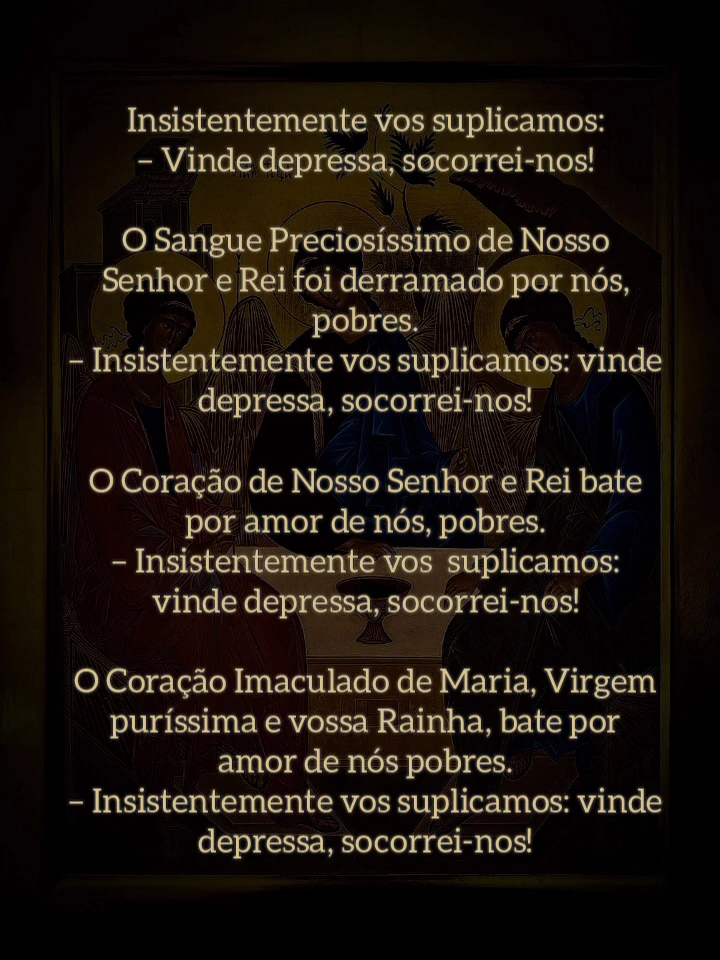 Insistentemente vos suplicamos:
– Vinde depressa, socorrei-nos!
O Sangue Preciosíssimo de Nosso
Senhor e Rei foi derramado por nós,
pobres.
– Insistentemente vos suplicamos: vinde
depressa, socorrei-nos!
O Coração de Nosso Senhor e Rei bate
por amor de nós, pobres.
– Insistentemente vos  suplicamos:
vinde depressa, socorrei-nos!
O Coração Imaculado de Maria, Virgem
puríssima e vossa Rainha, bate por
amor de nós pobres.
– Insistentemente vos suplicamos: vinde
depressa, socorrei-nos!